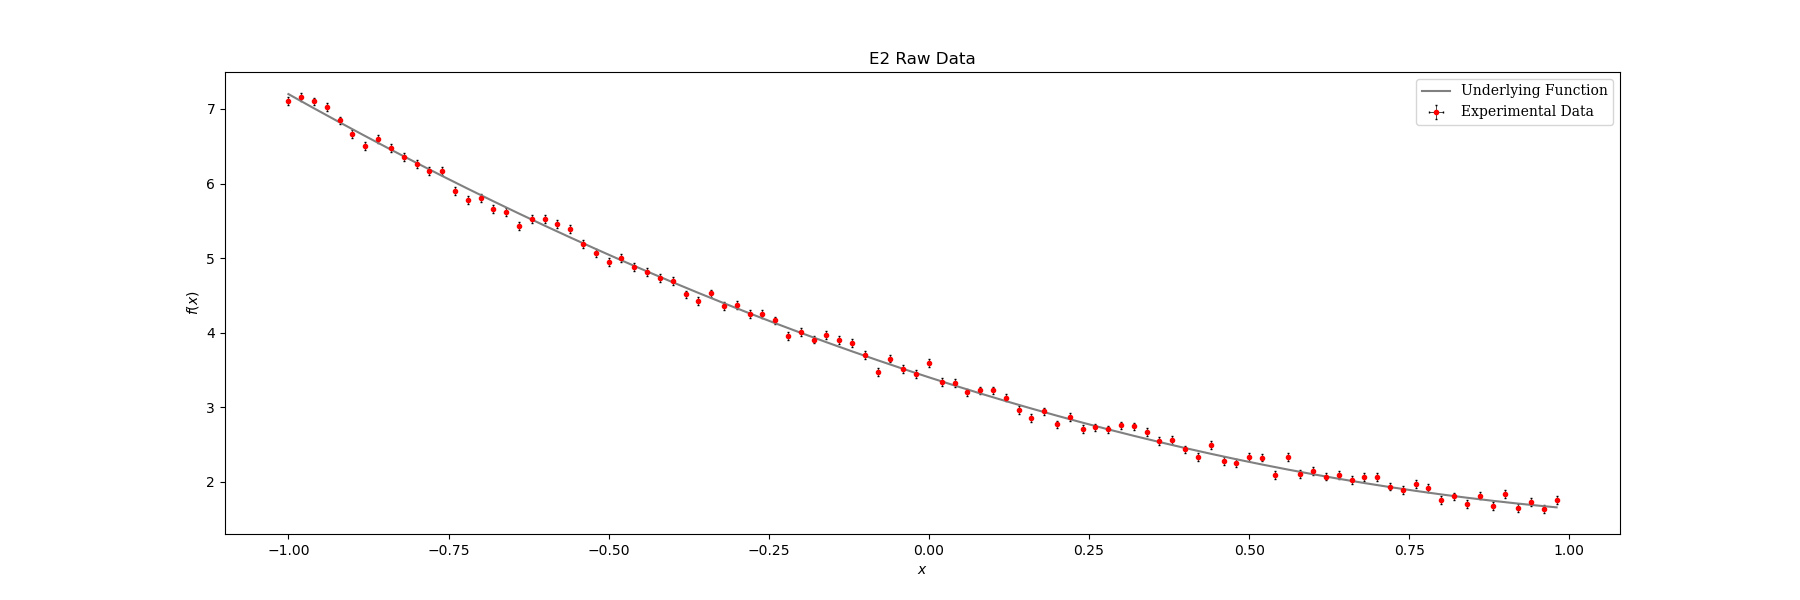 E2 Raw Data
Underlying Function
Experimental Data
7
6
5
4
3
2
f(x)
−1.00 −0.75 −0.50 −0.25 0.00 0.25 0.50 0.75 1.00
x